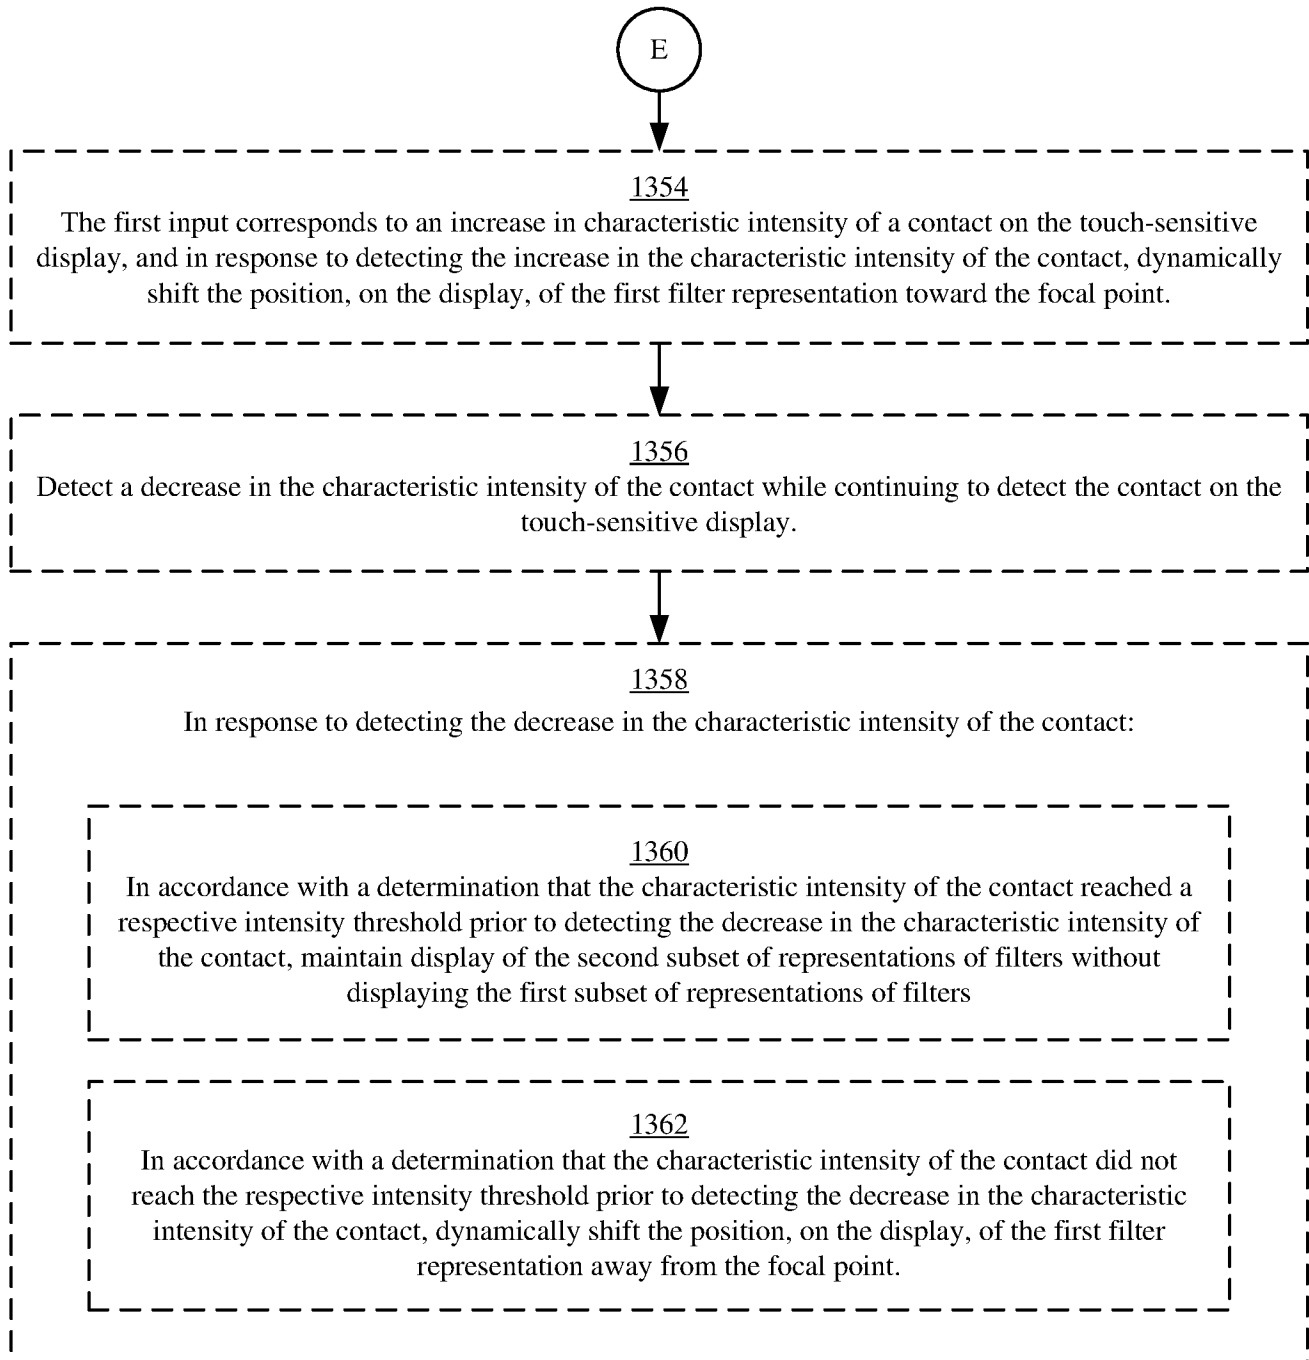 E
1354
The first input corresponds to an increase in characteristic intensity of a contact on the touch-sensitive
display, and in response to detecting the increase in the characteristic intensity of the contact, dynamically
shift the position, on the display, of the first filter representation toward the focal point.
1356
Detect a decrease in the characteristic intensity of the contact while continuing to detect the contact on the
touch-sensitive display.
1358
In response to detecting the decrease in the characteristic intensity of the contact:
1360
In accordance with a determination that the characteristic intensity of the contact reached a
respective intensity threshold prior to detecting the decrease in the characteristic intensity of
the contact, maintain display of the second subset of representations of filters without
displaying the first subset of representations of filters
1362
In accordance with a determination that the characteristic intensity of the contact did not
reach the respective intensity threshold prior to detecting the decrease in the characteristic
intensity of the contact, dynamically shift the position, on the display, of the first filter
representation away from the focal point.